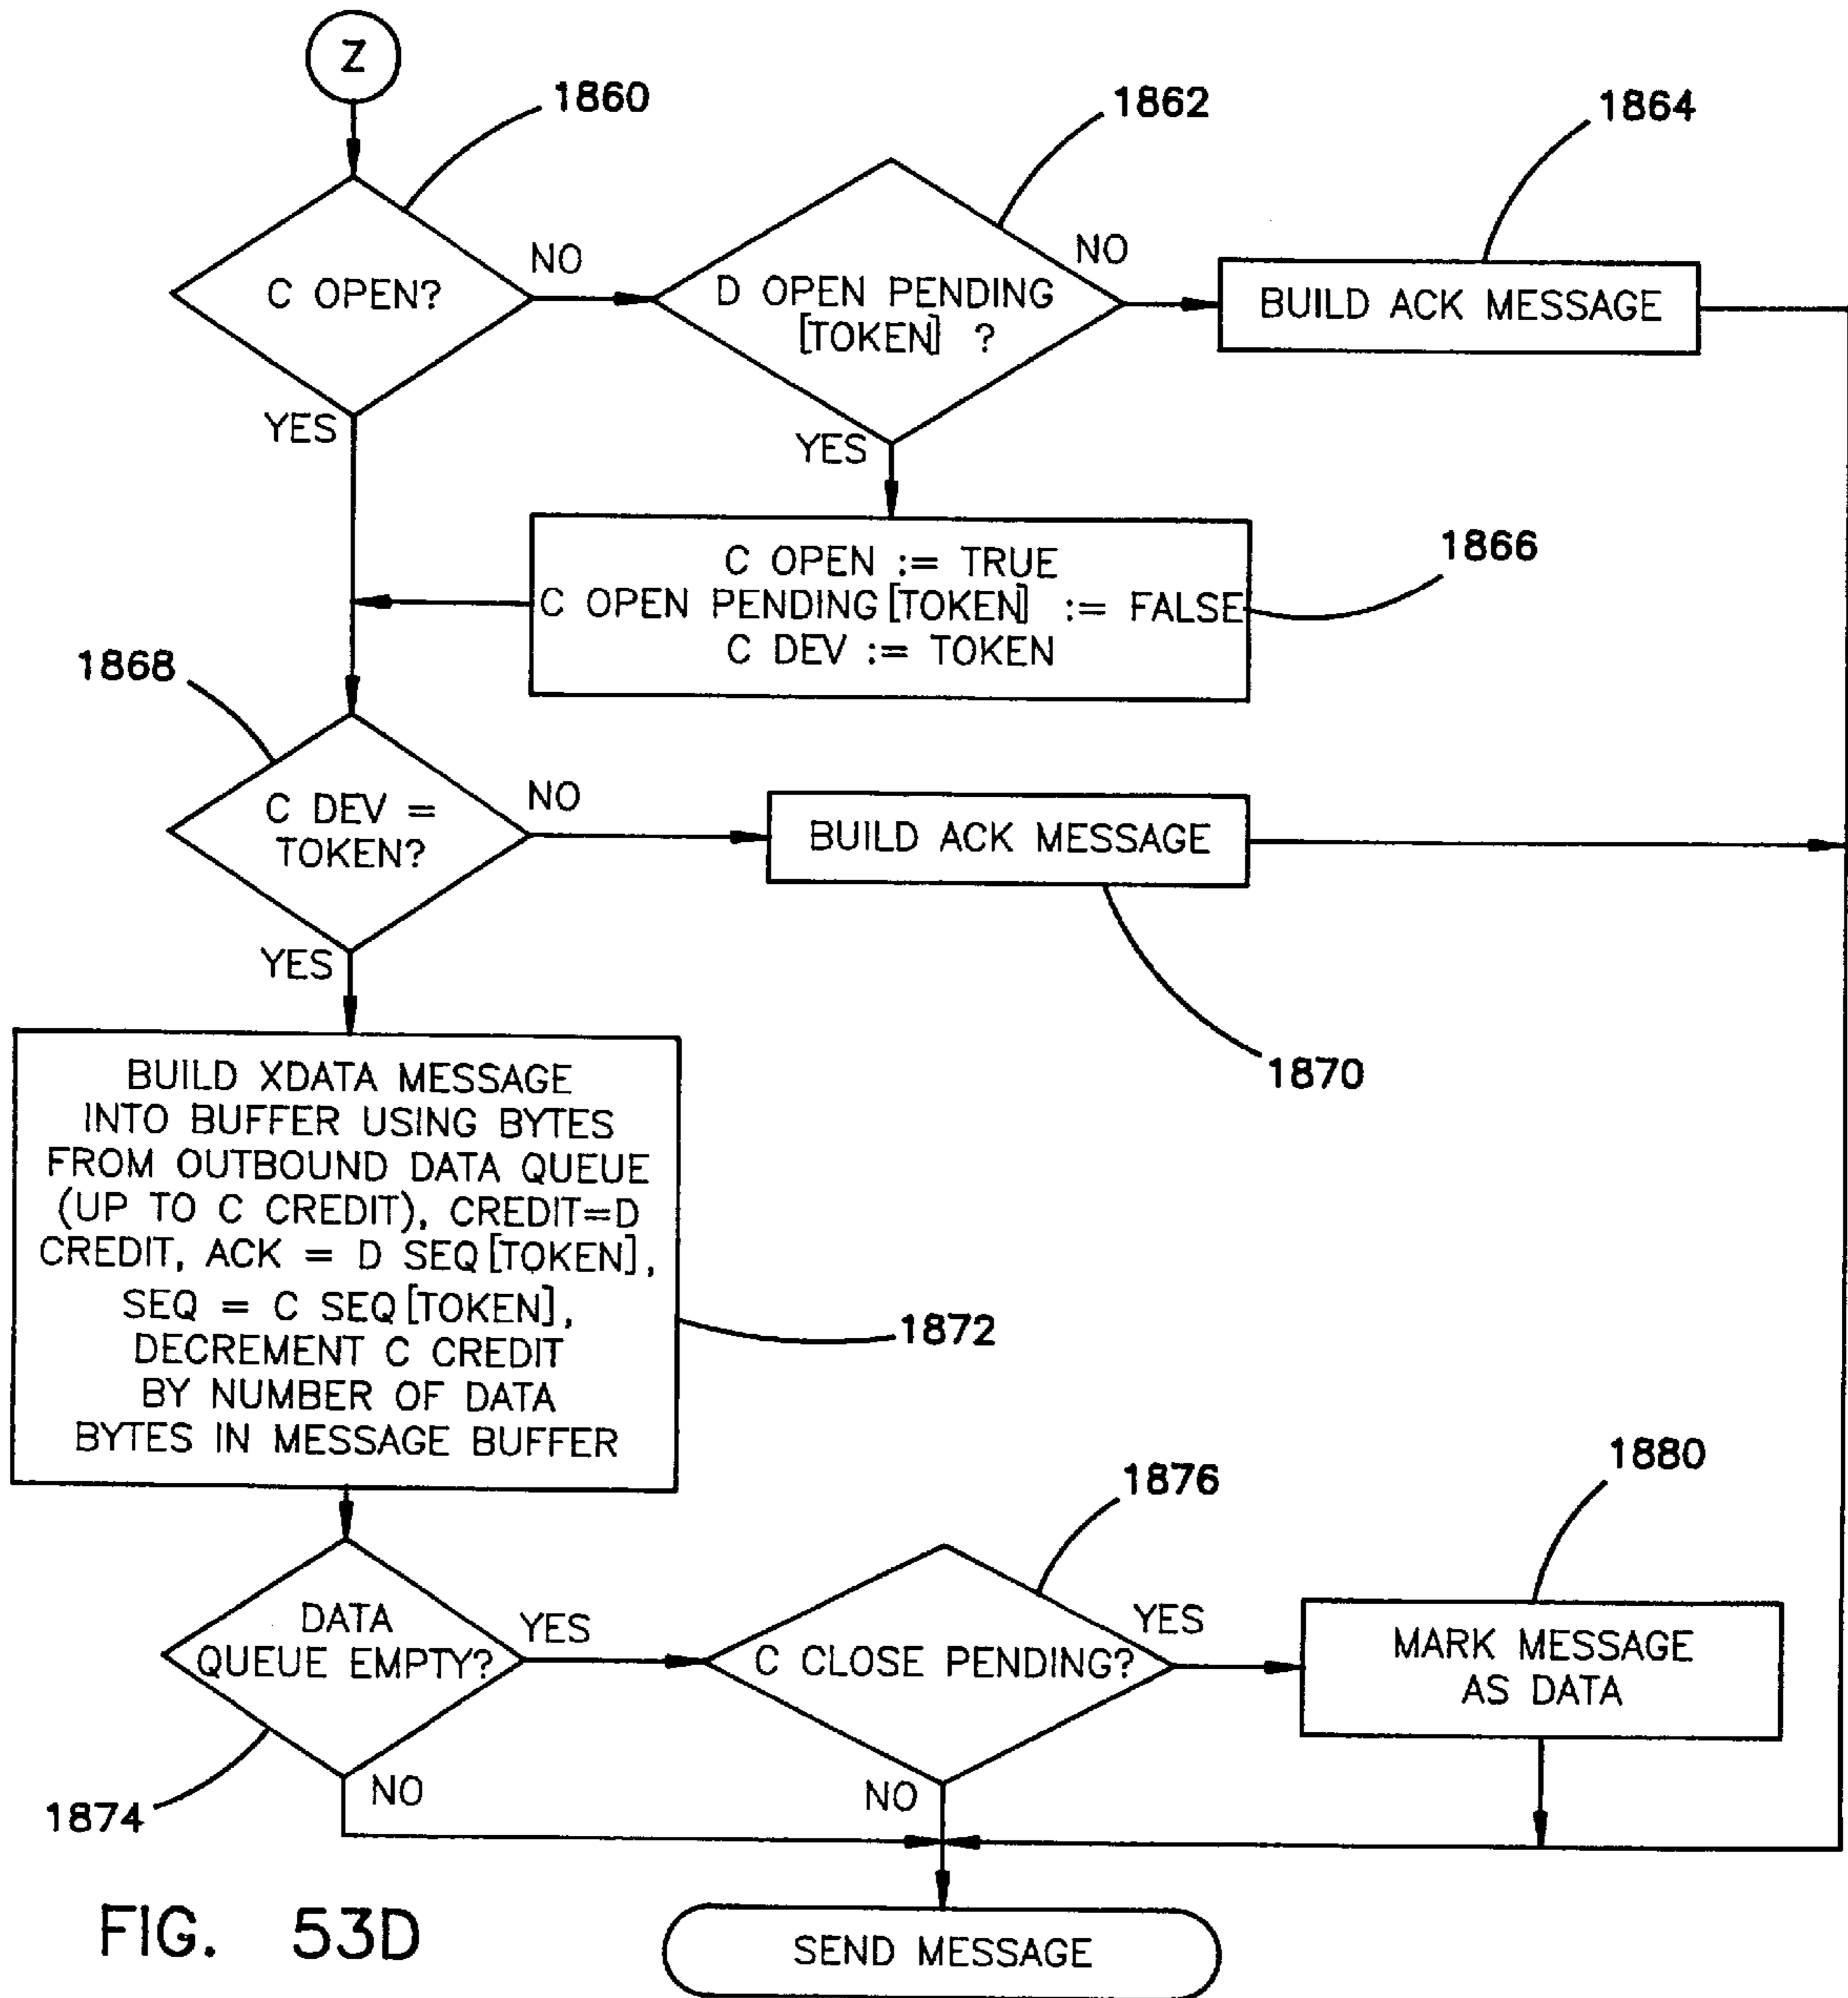 Z
1860
1862
1864
C OPEN?
NO
D OPEN PENDING
[TOKEN] ?
NO
BUILD ACK MESSAGE
YES
YES
C OPEN := TRUE
C OPEN PENDING [TOKEN] := FALSE
C DEV := TOKEN
1866
1868
C DEV =
TOKEN?
NO
BUILD ACK MESSAGE
YES
1870
BUILD XDATA MESSAGE
INTO BUFFER USING BYTES
FROM OUTBOUND DATA QUEUE
(UP TO C CREDIT), CREDIT=D
CREDIT, ACK = D SEQ [TOKEN],
SEQ = C SEQ [TOKEN],
DECREMENT C CREDIT
BY NUMBER OF DATA
BYTES IN MESSAGE BUFFER
1872
1876
1880
DATA
QUEUE EMPTY?
YES
C CLOSE PENDING?
YES
MARK MESSAGE
AS DATA
1874
NO
NO
SEND MESSAGE
FIG. 53D